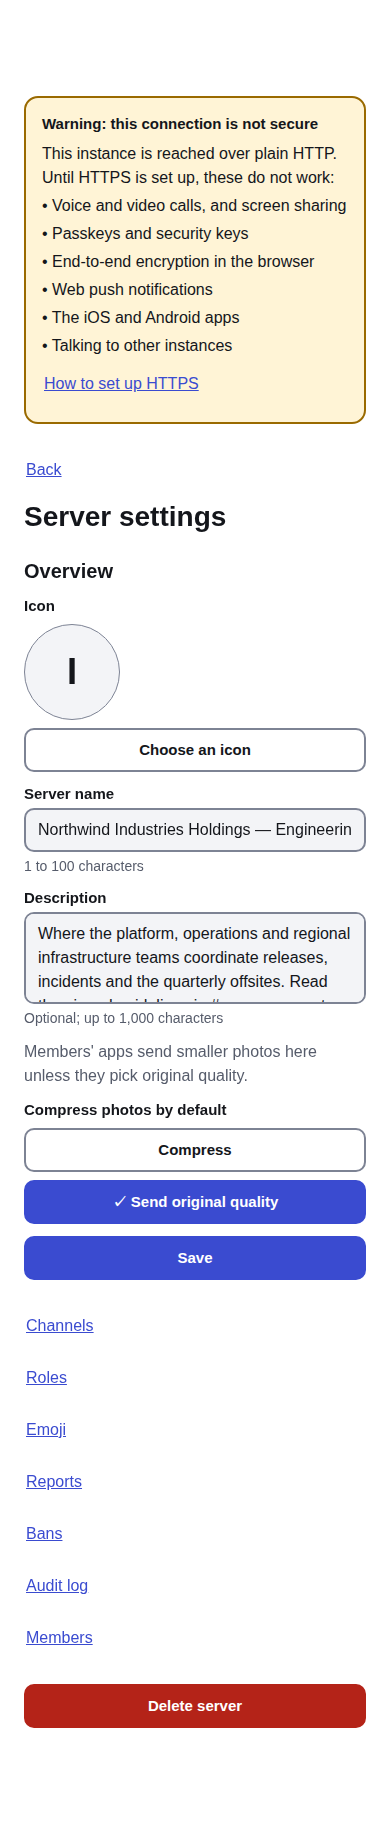 Warning: this connection is not secure
This instance is reached over plain HTTP.
Until HTTPS is set up, these do not work:
• Voice and video calls, and screen sharing
• Passkeys and security keys
• End-to-end encryption in the browser
• Web push notifications
• The iOS and Android apps
• Talking to other instances
How to set up HTTPS
Back
Server settings
Overview
Icon
I
Choose an icon
Server name
Northwind Industries Holdings — Engineerin
1 to 100 characters
Description
Where the platform, operations and regional
infrastructure teams coordinate releases,
incidents and the quarterly offsites. Read
Optional; up to 1,000 characters
Members' apps send smaller photos here
unless they pick original quality.
Compress photos by default
Compress
✓ Send original quality
Save
Channels
Roles
Emoji
Reports
Bans
Audit log
Members
Delete server